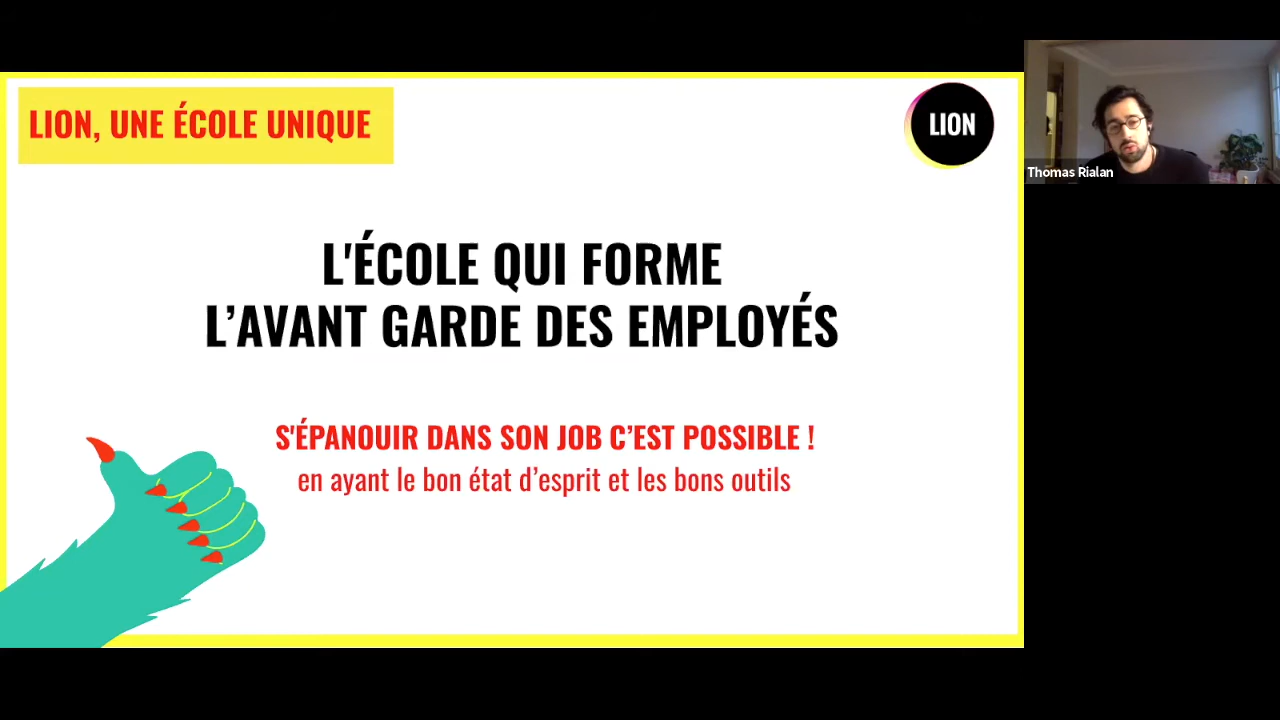 LION, UNE ÉCOLE UNIQUE
LION
Thomas Rialan
L'ÉCOLE QUI FORME
L’AVANT GARDE DES EMPLOYÉS
S'ÉPANOUIR DANS SON JOB C’EST POSSIBLE !
en ayant le bon état d’esprit et les bons outils